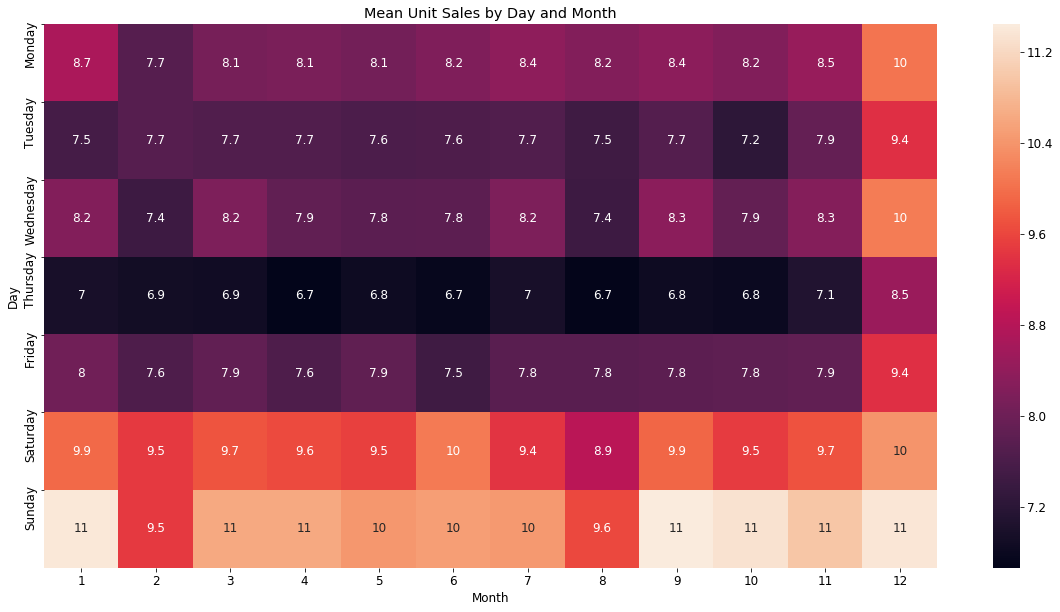 Mean Unit Sales by Day and Month
Day
Monday 8.7 7.7 8.1 8.1 8.1 8.2 8.4 8.2 8.4 8.2 8.5 10
Tuesday 7.5 7.7 7.7 7.7 7.6 7.6 7.7 7.5 7.7 7.2 7.9 9.4
Wednesday 8.2 7.4 8.2 7.9 7.8 7.8 8.2 7.4 8.3 7.9 8.3 10
Thursday 7 6.9 6.9 6.7 6.8 6.7 7 6.7 6.8 6.8 7.1 8.5
Friday 8 7.6 7.9 7.6 7.9 7.5 7.8 7.8 7.8 7.8 7.9 9.4
Saturday 9.9 9.5 9.7 9.6 9.5 10 9.4 8.9 9.9 9.5 9.7 10
Sunday 11 9.5 11 11 10 10 10 9.6 11 11 11 11
1 2 3 4 5 6 7 8 9 10 11 12
Month
11.2
10.4
9.6
8.8
8.0
7.2